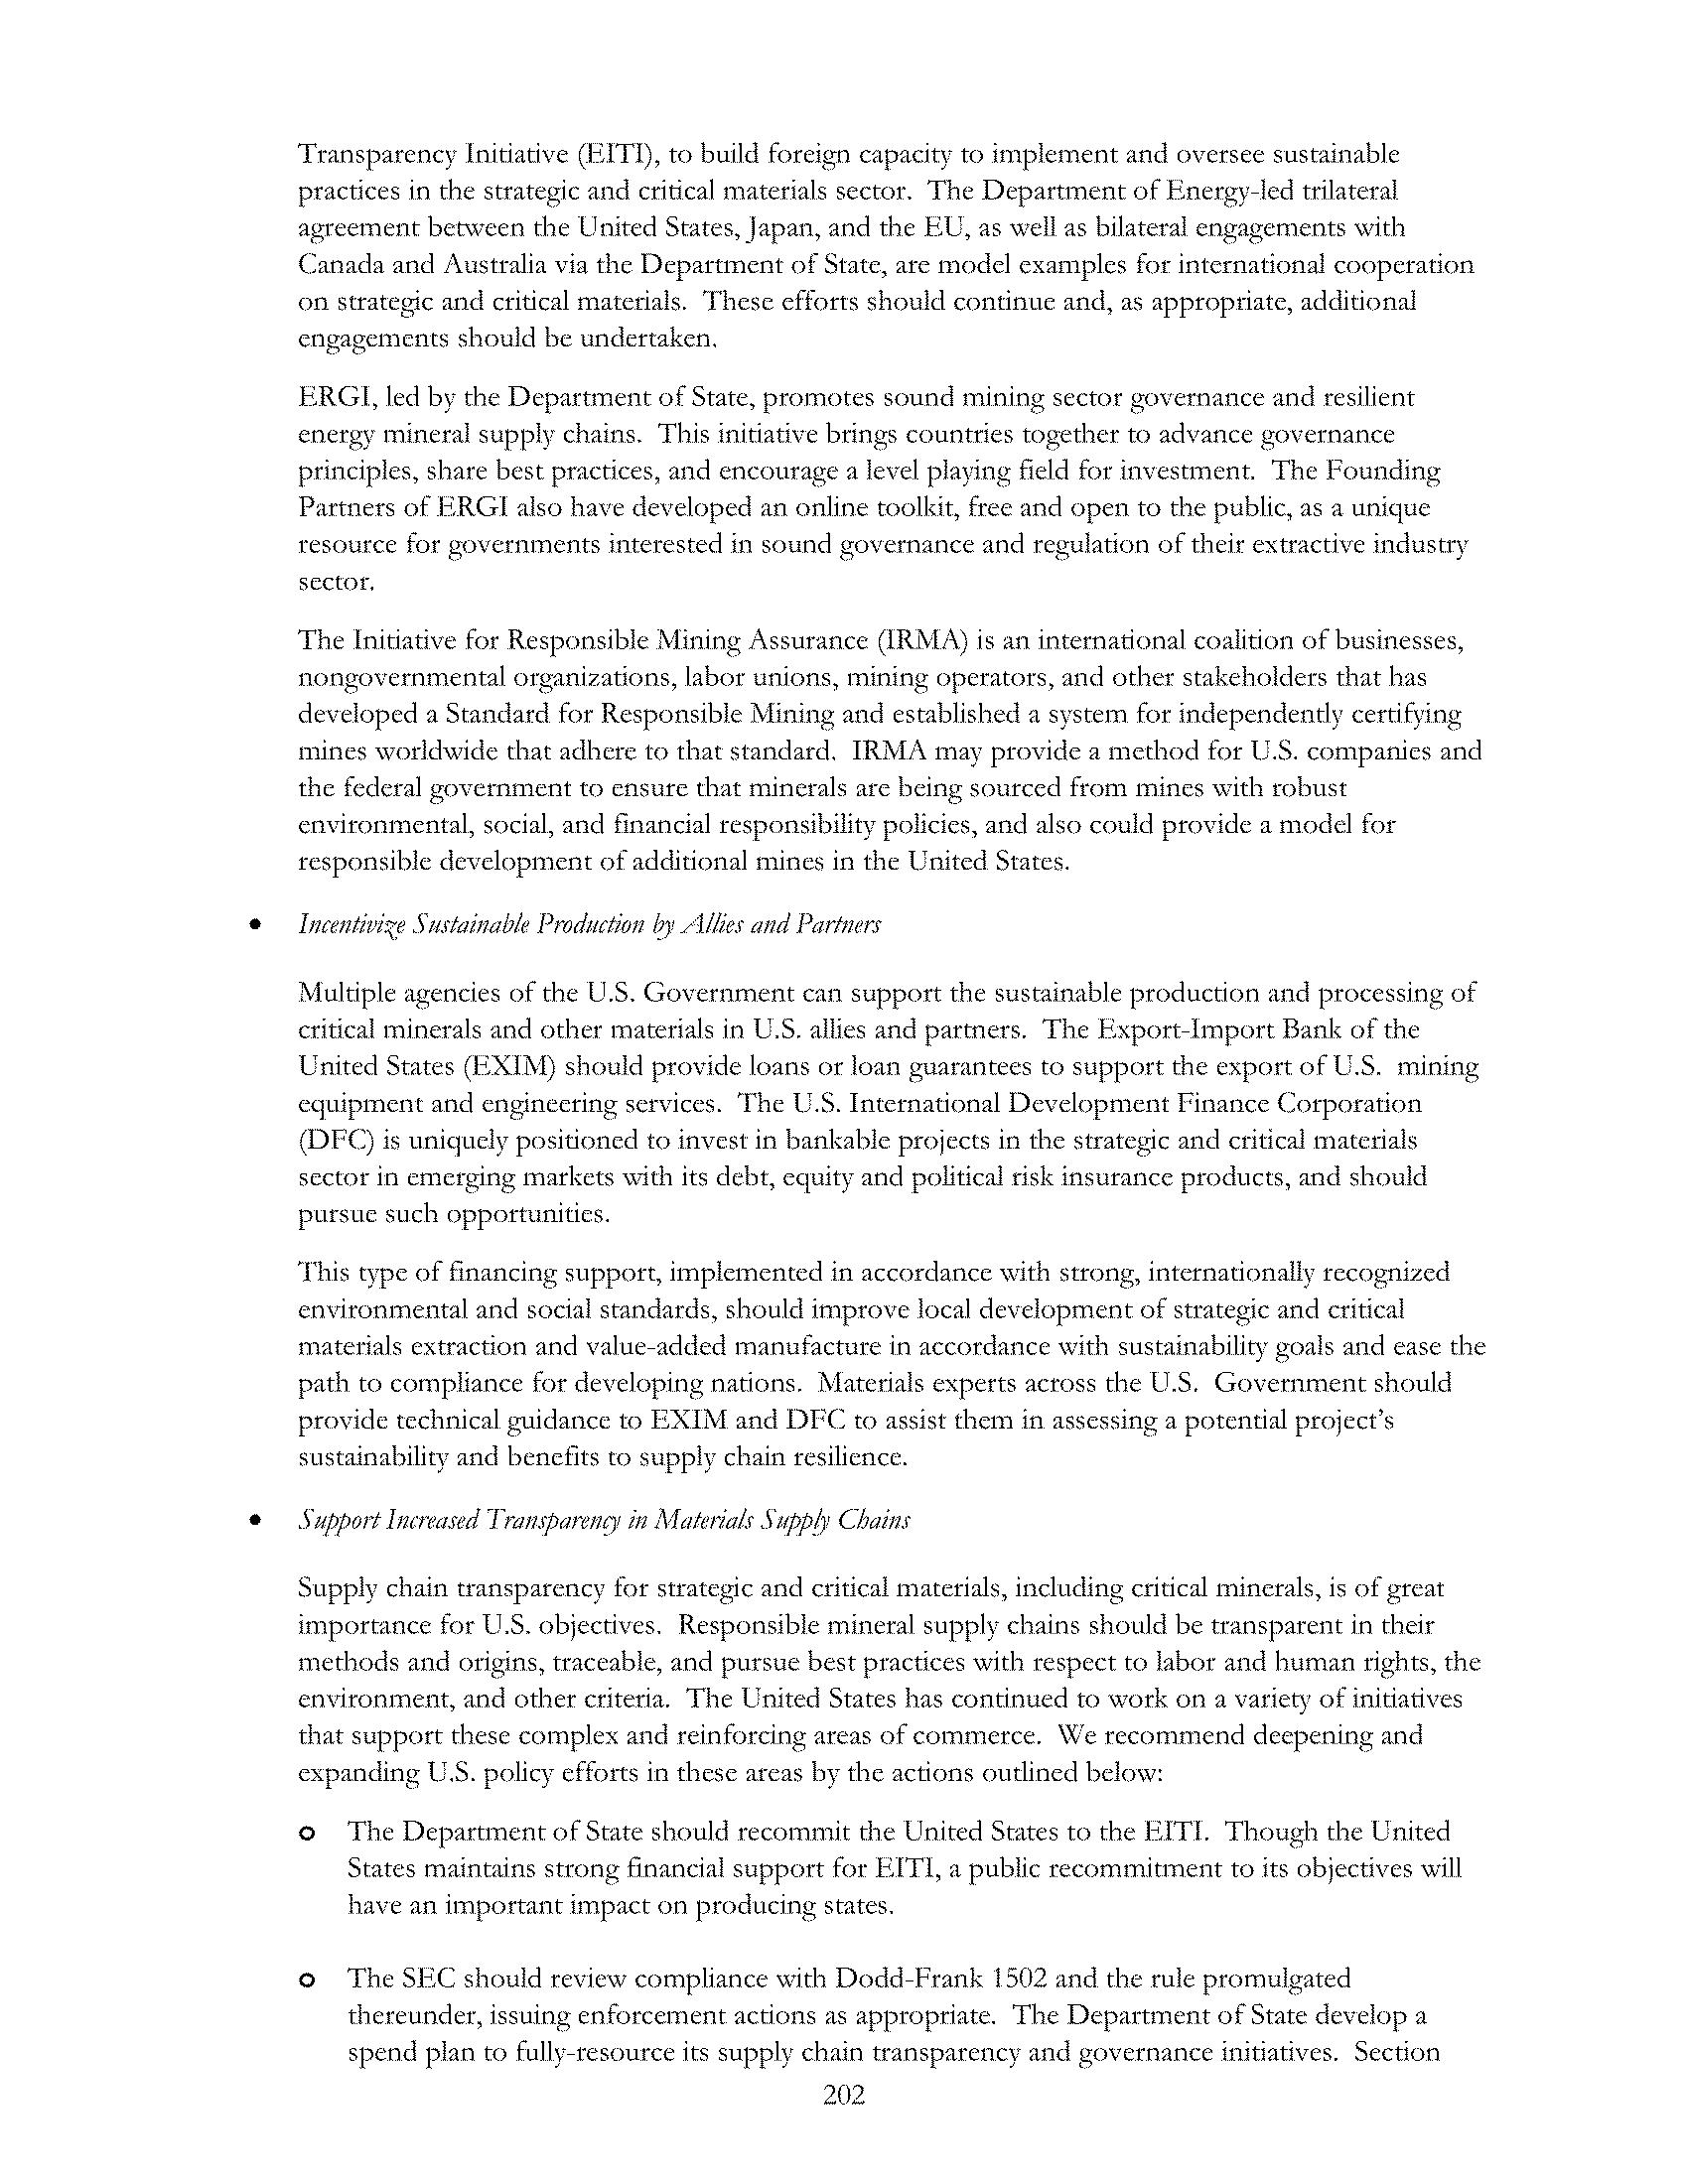 Transparency Initiative (EITI), to build foreign capacity to implement and oversee sustainable
practices in the strategic and critical materials sector.  The Department of Energy-led trilateral
agreement between the United States, Japan, and the EU, as well as bilateral engagements with
Canada and Australia via the Department of State, are model examples for international cooperation
on strategic and critical materials.  These efforts should continue and, as appropriate, additional
engagements should be undertaken.
ERGI, led by the Department of State, promotes sound mining sector governance and resilient
energy mineral supply chains.  This initiative brings countries together to advance governance
principles, share best practices, and encourage a level playing field for investment.  The Founding
Partners of ERGI also have developed an online toolkit, free and open to the public, as a unique
resource for governments interested in sound governance and regulation of their extractive industry
sector.
The Initiative for Responsible Mining Assurance (IRMA) is an international coalition of businesses,
nongovernmental organizations, labor unions, mining operators, and other stakeholders that has
developed a Standard for Responsible Mining and established a system for independently certifying
mines worldwide that adhere to that standard.  IRMA may provide a method for U.S. companies and
the federal government to ensure that minerals are being sourced from mines with robust
environmental, social, and financial responsibility policies, and also could provide a model for
responsible development of additional mines in the United States.
• Incentivize Sustainable Production by Allies and Partners
Multiple agencies of the U.S. Government can support the sustainable production and processing of
critical minerals and other materials in U.S. allies and partners.  The Export-Import Bank of the
United States (EXIM) should provide loans or loan guarantees to support the export of U.S.  mining
equipment and engineering services.  The U.S. International Development Finance Corporation
(DFC) is uniquely positioned to invest in bankable projects in the strategic and critical materials
sector in emerging markets with its debt, equity and political risk insurance products, and should
pursue such opportunities.
This type of financing support, implemented in accordance with strong, internationally recognized
environmental and social standards, should improve local development of strategic and critical
materials extraction and value-added manufacture in accordance with sustainability goals and ease the
path to compliance for developing nations.  Materials experts across the U.S.  Government should
provide technical guidance to EXIM and DFC to assist them in assessing a potential project's
sustainability and benefits to supply chain resilience.
• Support Increased Transparency in Materials Supply Chains
Supply chain transparency for strategic and critical materials, including critical minerals, is of great
importance for U.S. objectives.  Responsible mineral supply chains should be transparent in their
methods and origins, traceable, and pursue best practices with respect to labor and human rights, the
environment, and other criteria.  The United States has continued to work on a variety of initiatives
that support these complex and reinforcing areas of commerce.  We recommend deepening and
expanding U.S. policy efforts in these areas by the actions outlined below:
o The Department of State should recommit the United States to the EITI.  Though the United
States maintains strong financial support for EITI, a public recommitment to its objectives will
have an important impact on producing states.
o The SEC should review compliance with Dodd-Frank 1502 and the rule promulgated
thereunder, issuing enforcement actions as appropriate.  The Department of State develop a
spend plan to fully-resource its supply chain transparency and governance initiatives.  Section
202